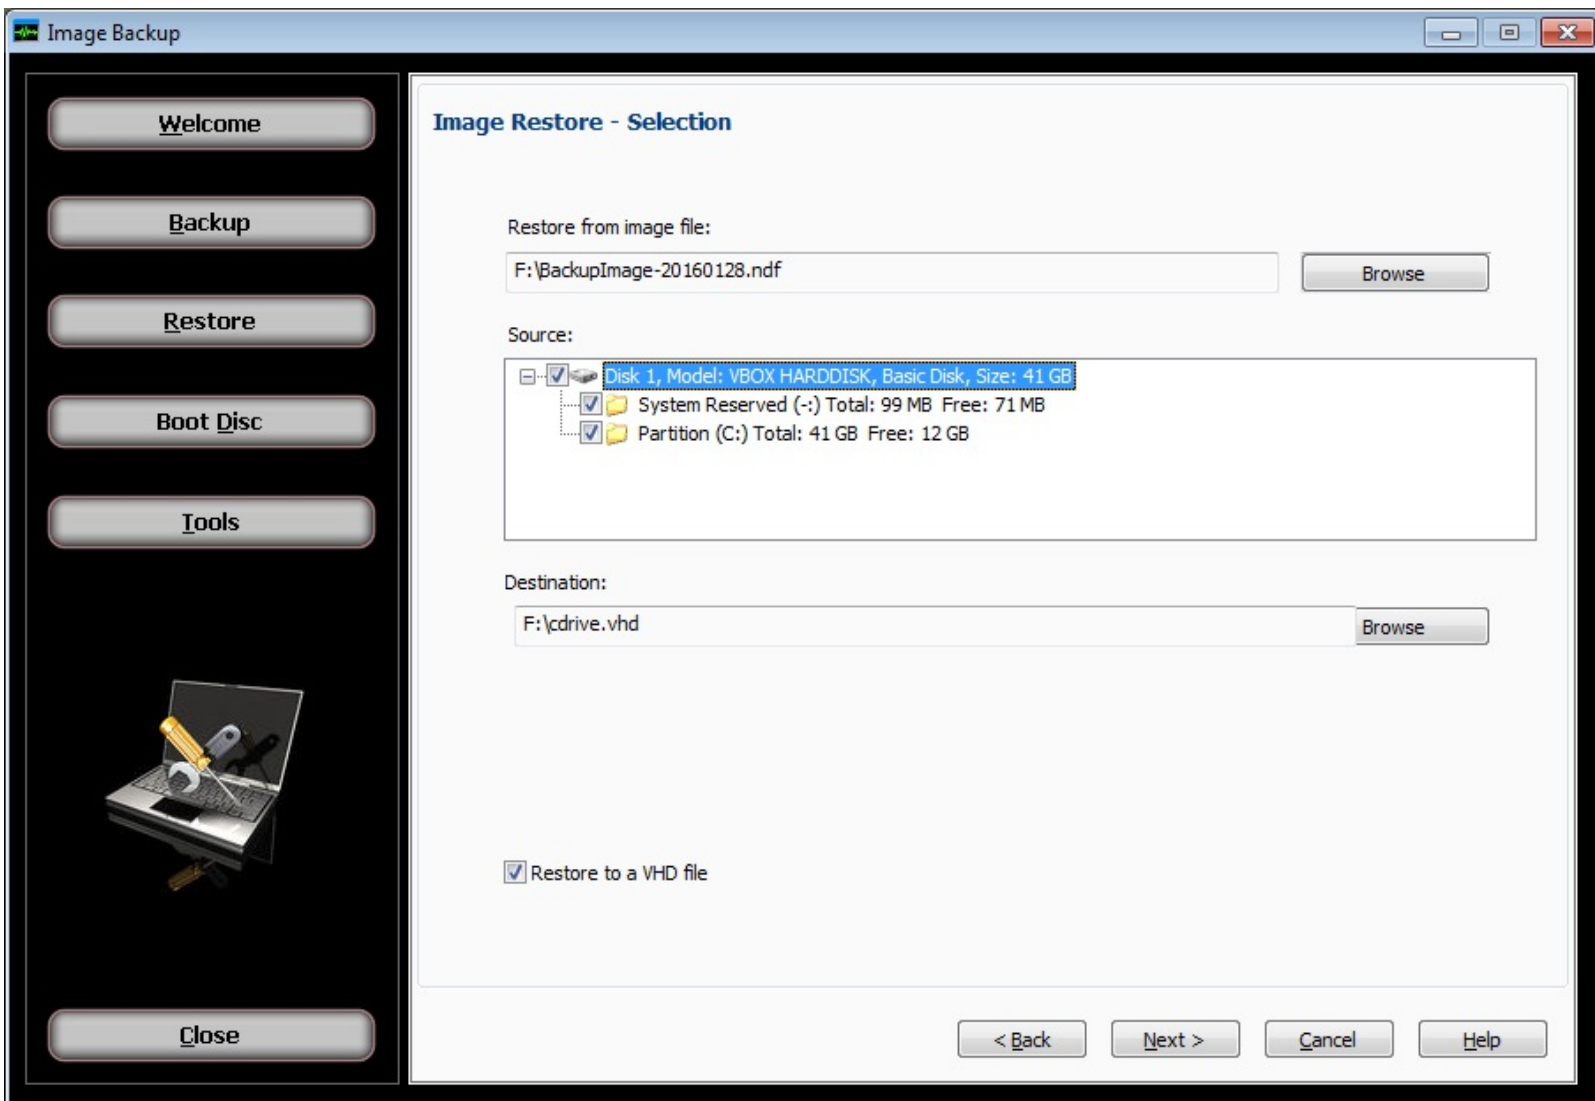 Image Backup
Welcome
Backup
Restore
Boot Disc
Tools
Close
Image Restore - Selection
Restore from image file:
F:\BackupImage-20160128.ndf
Browse
Source:
Disk 1, Model: VBOX HARDDISK, Basic Disk, Size: 41 GB
System Reserved (-:) Total: 99 MB Free: 71 MB
Partition (C:) Total: 41 GB Free: 12 GB
Destination:
F:\cdrive.vhd
Browse
Restore to a VHD file
< Back
Next >
Cancel
Help